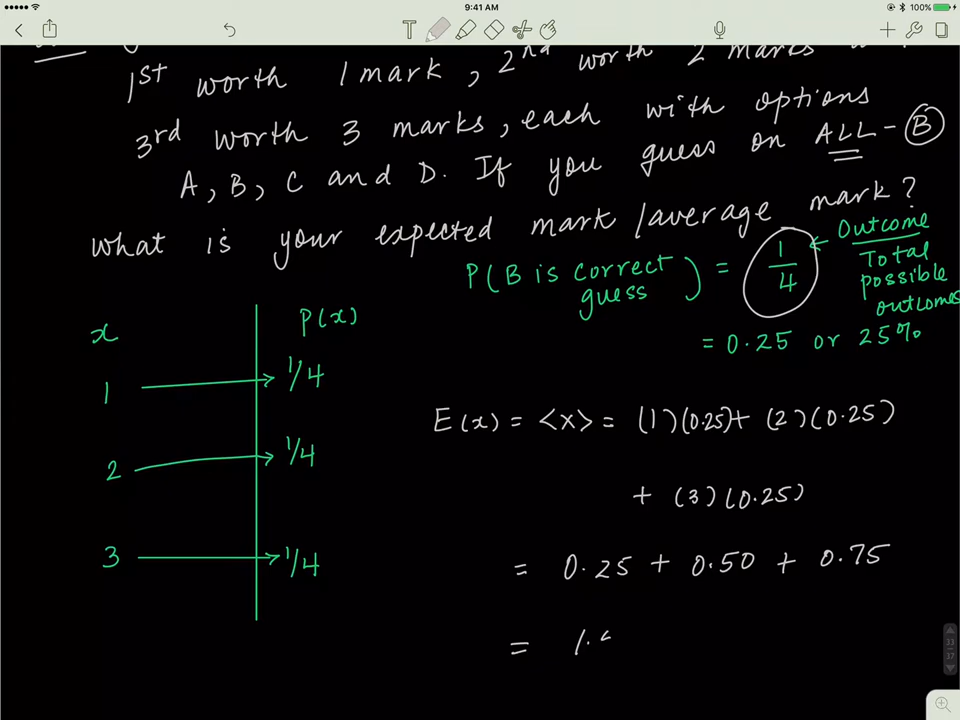 9:41 AM
100%
T
1st worth 1 mark, 2nd worth 2 marks
3rd worth 3 marks, each with options
A, B, C and D. If you guess on ALL - B
what is your expected mark / average mark?
P(B is correct guess) = 1/4 ← Outcome / Total possible outcomes
= 0.25 or 25%
x P(x)
1 → 1/4
2 → 1/4
3 → 1/4
E(x) = <x> = (1)(0.25) + (2)(0.25)
+ (3)(0.25)
= 0.25 + 0.50 + 0.75
= 1.